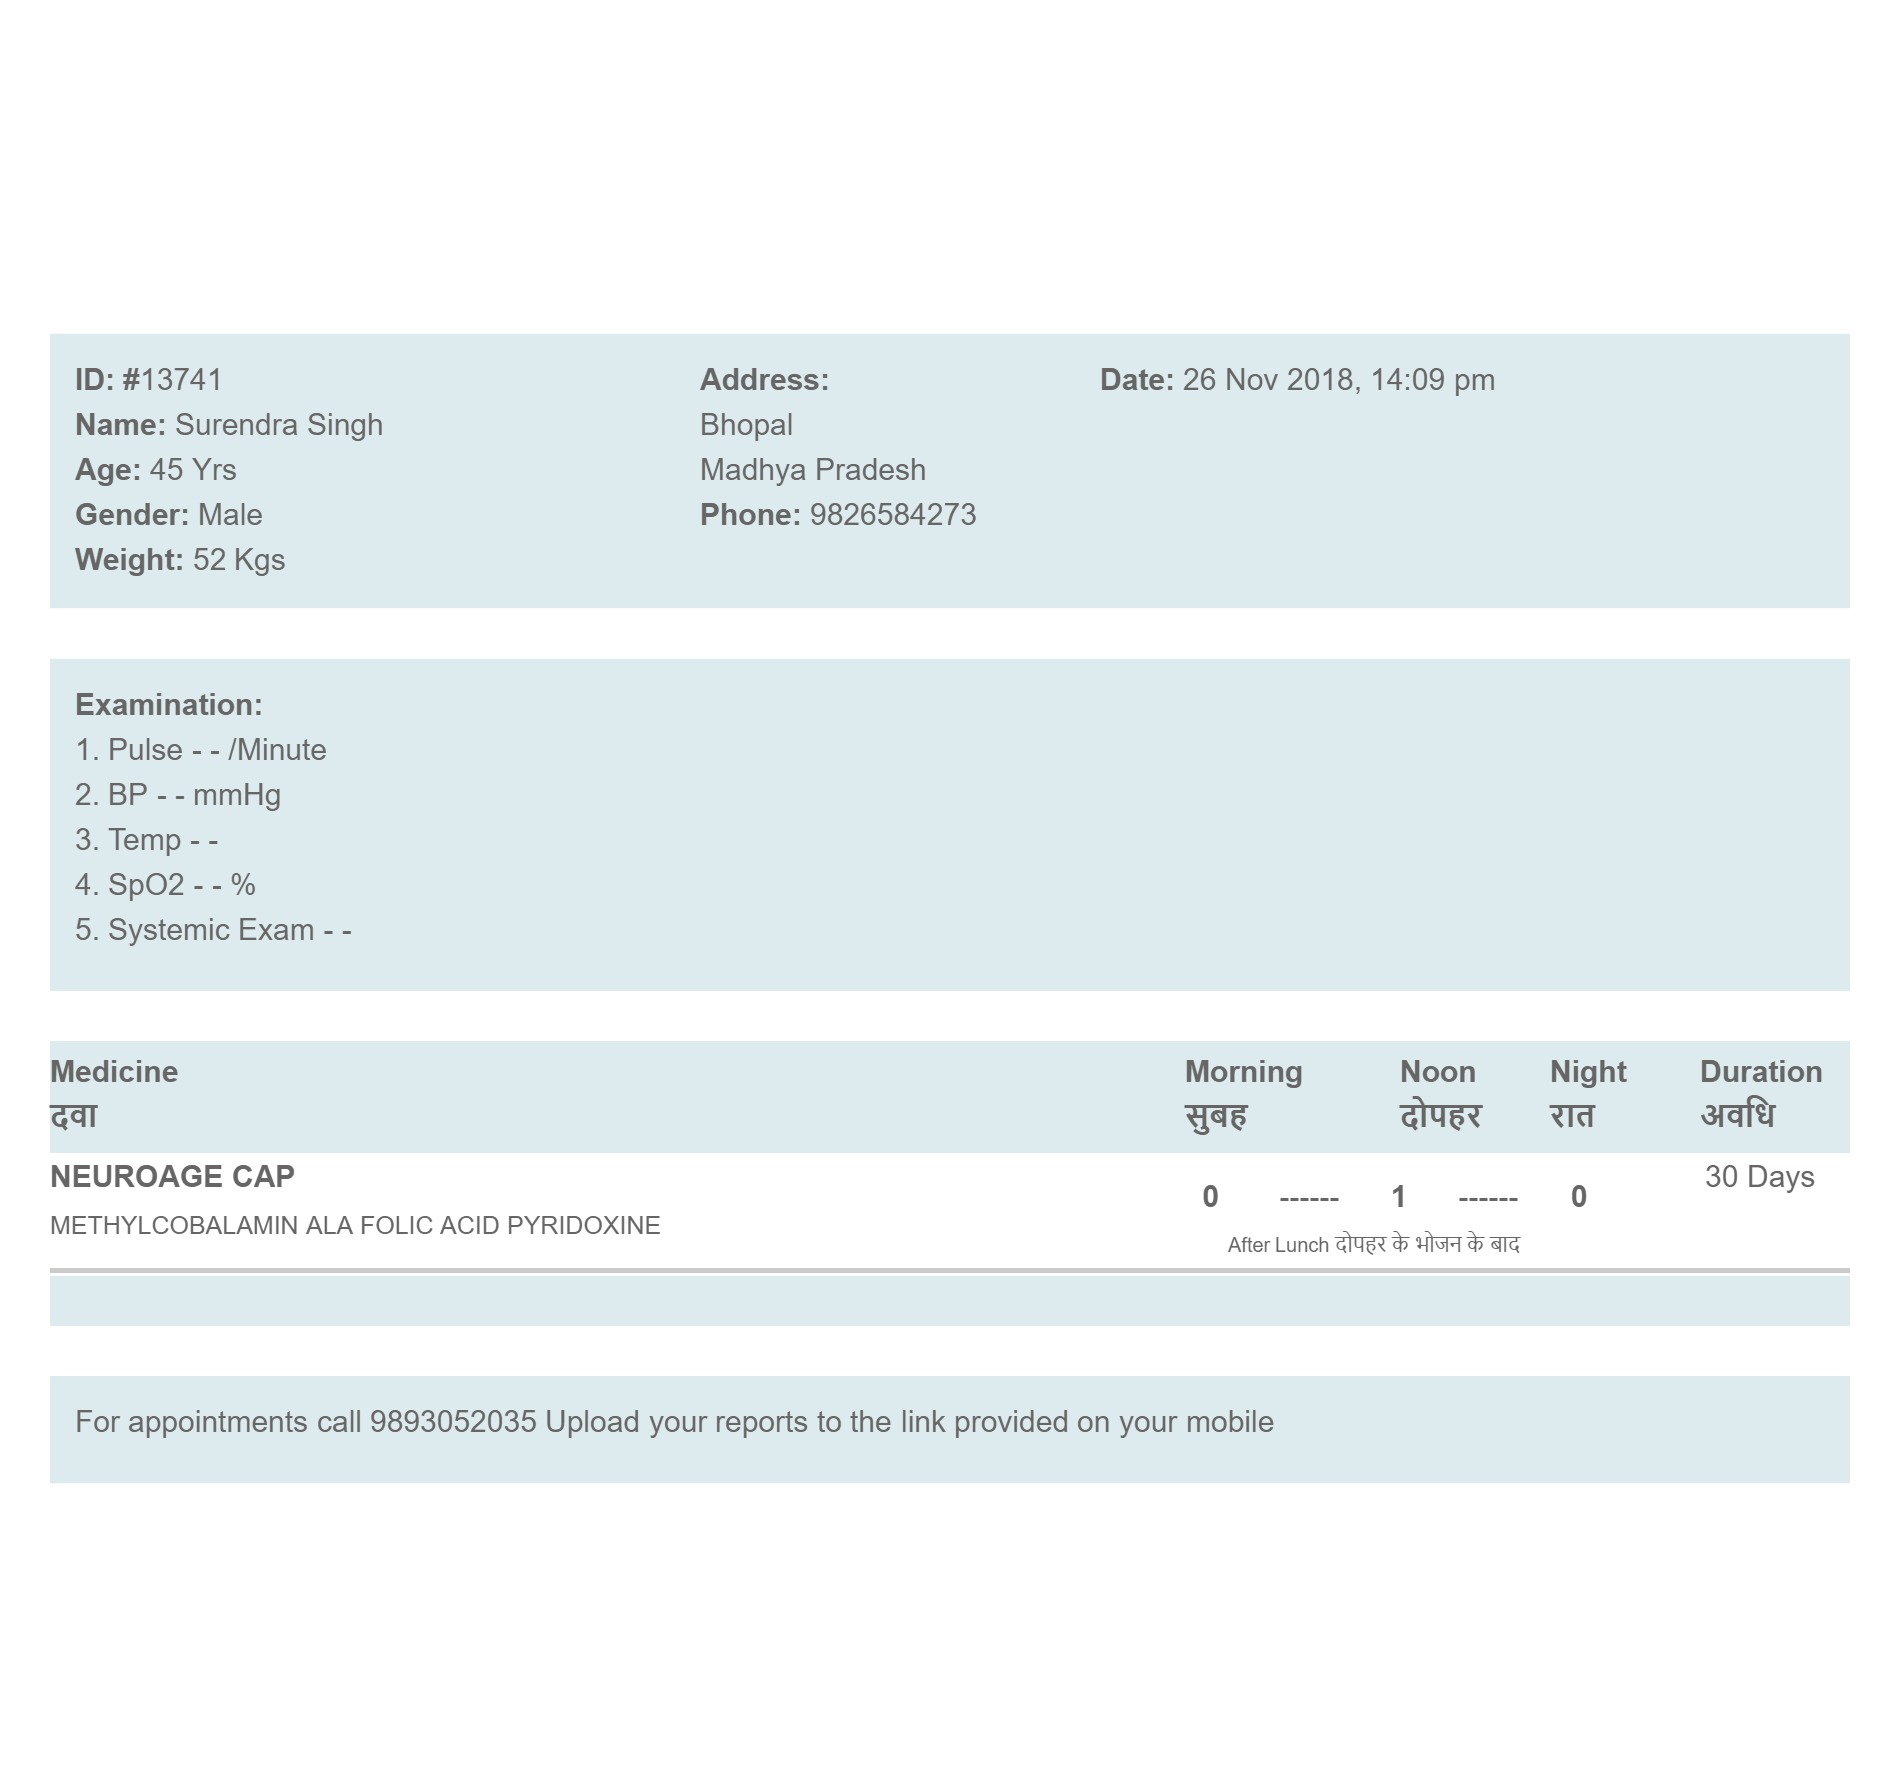 ID: #13741
Name: Surendra Singh
Age: 45 Yrs
Gender: Male
Weight: 52 Kgs
Address:
Bhopal
Madhya Pradesh
Phone: 9826584273
Date: 26 Nov 2018, 14:09 pm
Examination:
1. Pulse - - /Minute
2. BP - - mmHg
3. Temp - -
4. SpO2 - - %
5. Systemic Exam - -
Medicine Morning Noon Night Duration
दवा सुबह दोपहर रात अवधि
NEUROAGE CAP 0 ------ 1 ------ 0 30 Days
METHYLCOBALAMIN ALA FOLIC ACID PYRIDOXINE
After Lunch दोपहर के भोजन के बाद
For appointments call 9893052035 Upload your reports to the link provided on your mobile